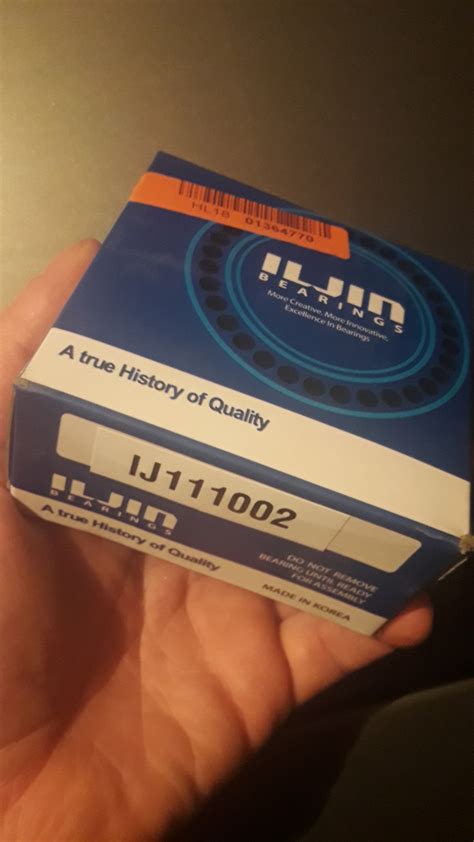 HL18 01364770
ILJIN
BEARINGS
More Creative, More Innovative,
Excellence in Bearings
A true History of Quality
IJ111002
ILJIN
BEARINGS
A true History of Quality
DO NOT REMOVE
BEARING UNTIL READY
FOR ASSEMBLY
MADE IN KOREA